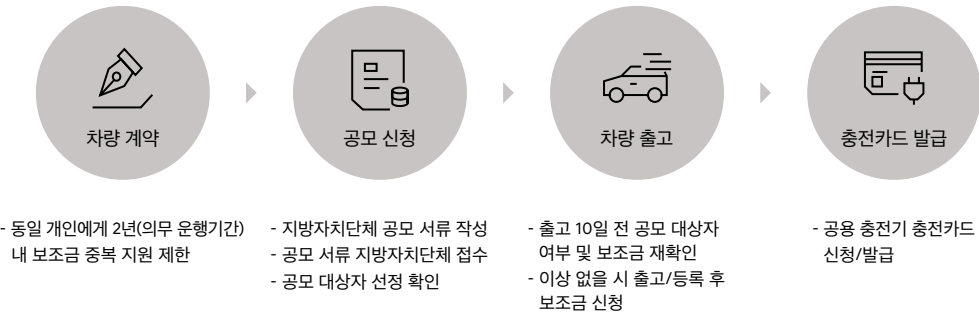 차량 계약
공모 신청
차량 출고
충전카드 발급
- 동일 개인에게 2년(의무 운행기간)
내 보조금 중복 지원 제한
- 지방자치단체 공모 서류 작성
- 공모 서류 지방자치단체 접수
- 공모 대상자 선정 확인
- 출고 10일 전 공모 대상자
여부 및 보조금 재확인
- 이상 없을 시 출고/등록 후
보조금 신청
- 공용 충전기 충전카드
신청/발급